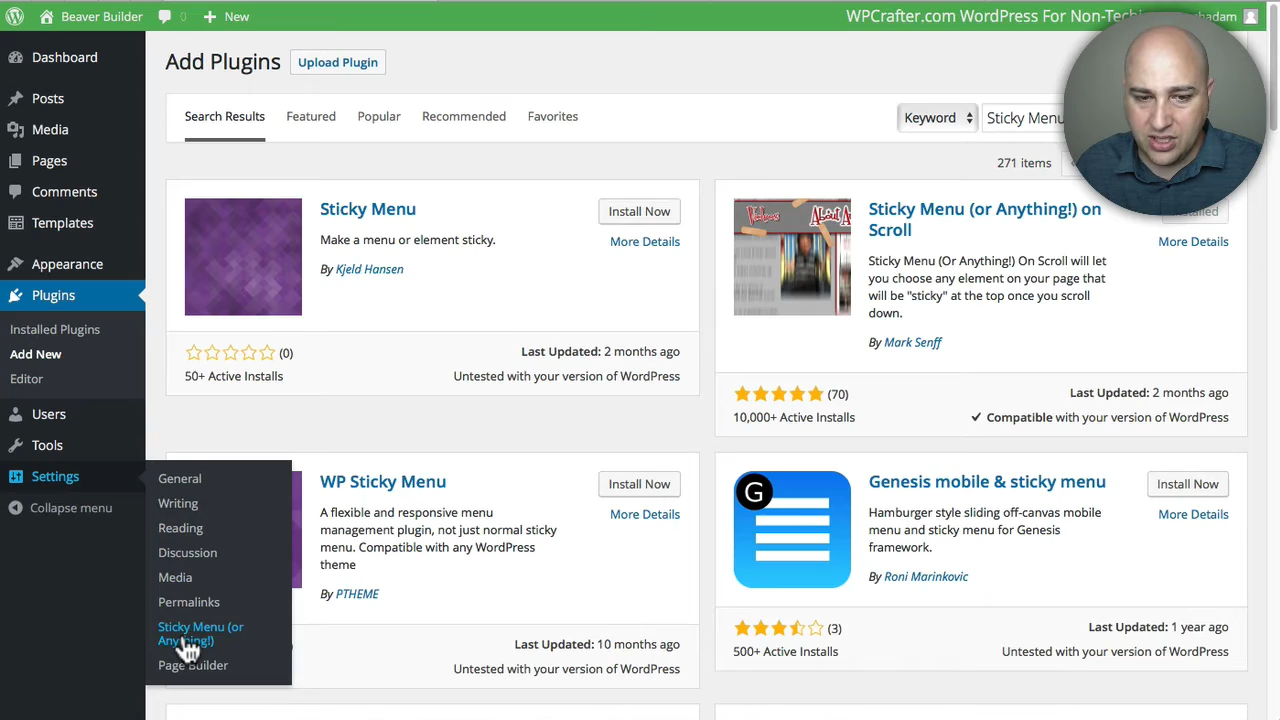 Beaver Builder
0
New
WPCrafter.com WordPress For Non-Techi
adam
Dashboard
Posts
Media
Pages
Comments
Templates
Appearance
Plugins
Installed Plugins
Add New
Editor
Users
Tools
Settings
Collapse menu
General
Writing
Reading
Discussion
Media
Permalinks
Sticky Menu (or
Anything!)
Page Builder
Add Plugins
Upload Plugin
Search Results
Featured
Popular
Recommended
Favorites
Keyword
Sticky Menu
271 items
Sticky Menu
Install Now
Make a menu or element sticky.
More Details
By Kjeld Hansen
(0)
Last Updated: 2 months ago
50+ Active Installs
Untested with your version of WordPress
Sticky Menu (or Anything!) on
Scroll
Installed
More Details
Sticky Menu (Or Anything!) On Scroll will let
you choose any element on your page that
will be "sticky" at the top once you scroll
down.
By Mark Senff
(70)
Last Updated: 2 months ago
10,000+ Active Installs
Compatible with your version of WordPress
WP Sticky Menu
Install Now
A flexible and responsive menu
management plugin, not just normal sticky
menu. Compatible with any WordPress
theme
More Details
By PTHEME
Last Updated: 10 months ago
Untested with your version of WordPress
G
Genesis mobile & sticky menu
Install Now
Hamburger style sliding off-canvas mobile
and sticky menu for Genesis
framework.
More Details
By Roni Marinkovic
(3)
Last Updated: 1 year ago
500+ Active Installs
Untested with your version of WordPress